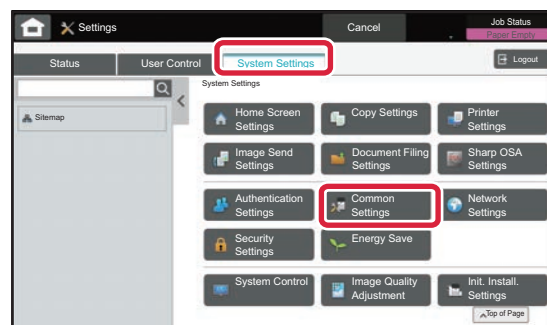 Settings
Cancel
Job Status
Paper Empty
Status
User Control
System Settings
Logout
System Settings
Sitemap
Home Screen
Settings
Copy Settings
Printer
Settings
Image Send
Settings
Document Filing
Settings
Sharp OSA
Settings
Authentication
Settings
Common
Settings
Network
Settings
Security
Settings
Energy Save
System Control
Image Quality
Adjustment
Init. Install.
Settings
Top of Page